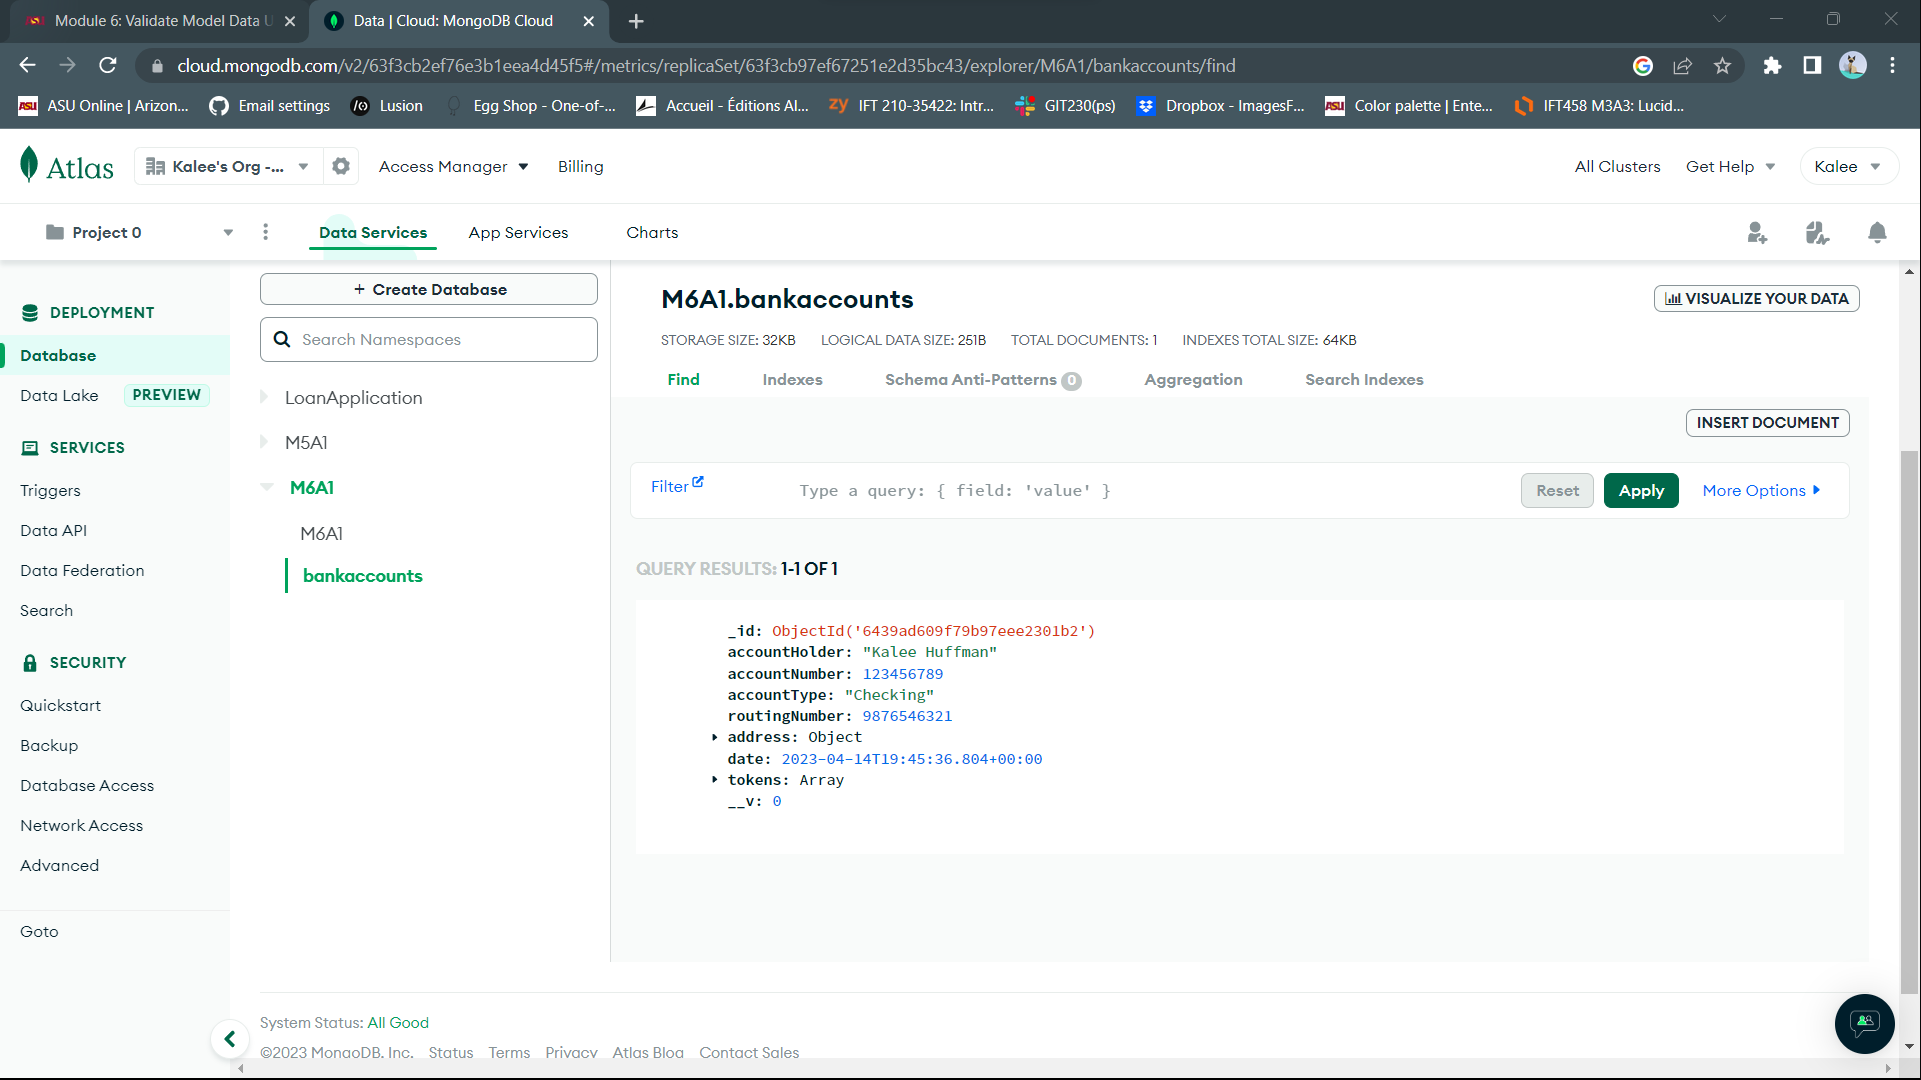 Module 6: Validate Model Data U
Data | Cloud: MongoDB Cloud
cloud.mongodb.com/v2/63f3cb2ef76e3b1eea4d45f5#/metrics/replicaSet/63f3cb97ef67251e2d35bc43/explorer/M6A1/bankaccounts/find
ASU Online | Arizon... Email settings Lusion Egg Shop - One-of-... Accueil - Éditions Al... zy IFT 210-35422: Intr... GIT230(ps) Dropbox - ImagesF... ASU Color palette | Ente... IFT458 M3A3: Lucid...
Atlas Kalee's Org -... Access Manager Billing All Clusters Get Help Kalee
Project 0 Data Services App Services Charts
DEPLOYMENT
Database
Data Lake PREVIEW
SERVICES
Triggers
Data API
Data Federation
Search
SECURITY
Quickstart
Backup
Database Access
Network Access
Advanced
Goto
+ Create Database
Search Namespaces
LoanApplication
M5A1
M6A1
M6A1
bankaccounts
M6A1.bankaccounts
VISUALIZE YOUR DATA
STORAGE SIZE: 32KB LOGICAL DATA SIZE: 251B TOTAL DOCUMENTS: 1 INDEXES TOTAL SIZE: 64KB
Find Indexes Schema Anti-Patterns 0 Aggregation Search Indexes
INSERT DOCUMENT
Filter Type a query: { field: 'value' } Reset Apply More Options
QUERY RESULTS: 1-1 OF 1
_id: ObjectId('6439ad609f79b97eee2301b2')
accountHolder: "Kalee Huffman"
accountNumber: 123456789
accountType: "Checking"
routingNumber: 9876546321
address: Object
date: 2023-04-14T19:45:36.804+00:00
tokens: Array
__v: 0
System Status: All Good
©2023 MongoDB, Inc. Status Terms Privacy Atlas Blog Contact Sales